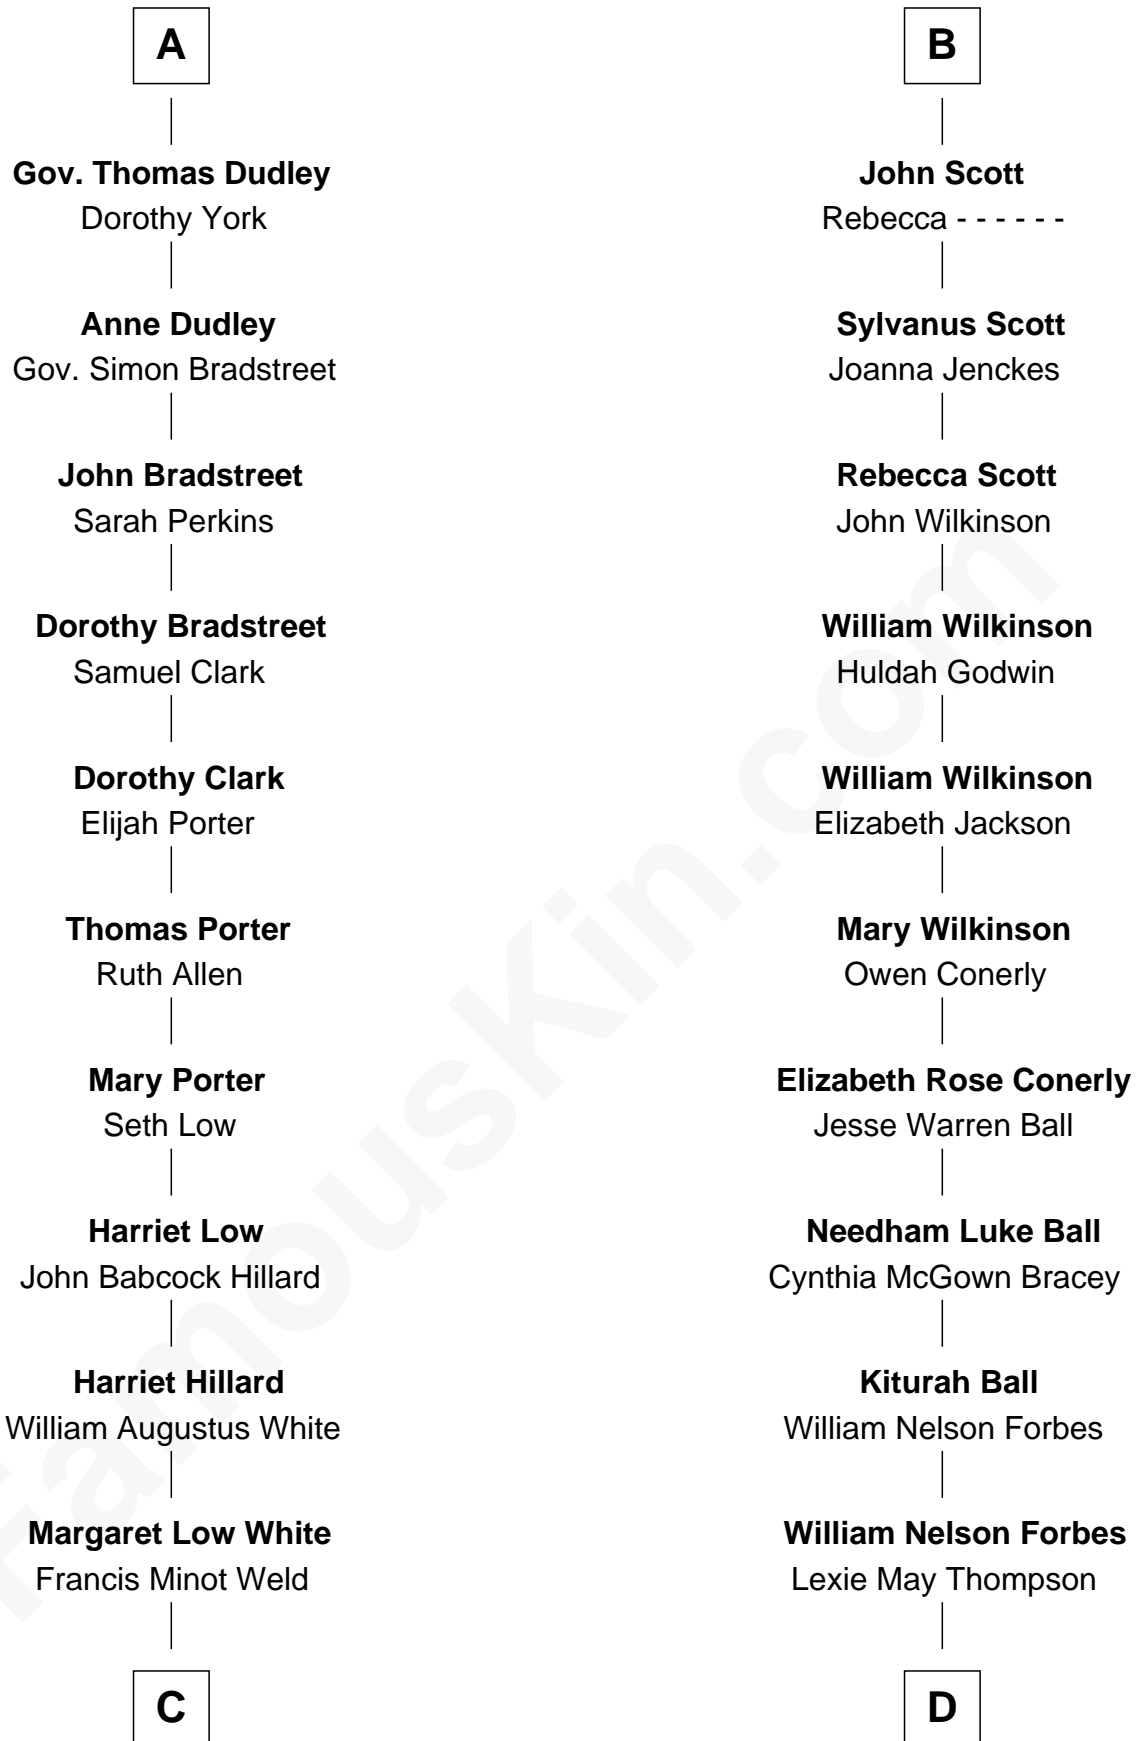 A
Gov. Thomas Dudley
Dorothy York
Anne Dudley
Gov. Simon Bradstreet
John Bradstreet
Sarah Perkins
Dorothy Bradstreet
Samuel Clark
Dorothy Clark
Elijah Porter
Thomas Porter
Ruth Allen
Mary Porter
Seth Low
Harriet Low
John Babcock Hillard
Harriet Hillard
William Augustus White
Margaret Low White
Francis Minot Weld
C
B
John Scott
Rebecca - - - - - -
Sylvanus Scott
Joanna Jenckes
Rebecca Scott
John Wilkinson
William Wilkinson
Huldah Godwin
William Wilkinson
Elizabeth Jackson
Mary Wilkinson
Owen Conerly
Elizabeth Rose Conerly
Jesse Warren Ball
Needham Luke Ball
Cynthia McGown Bracey
Kiturah Ball
William Nelson Forbes
William Nelson Forbes
Lexie May Thompson
D
FamousKin.com